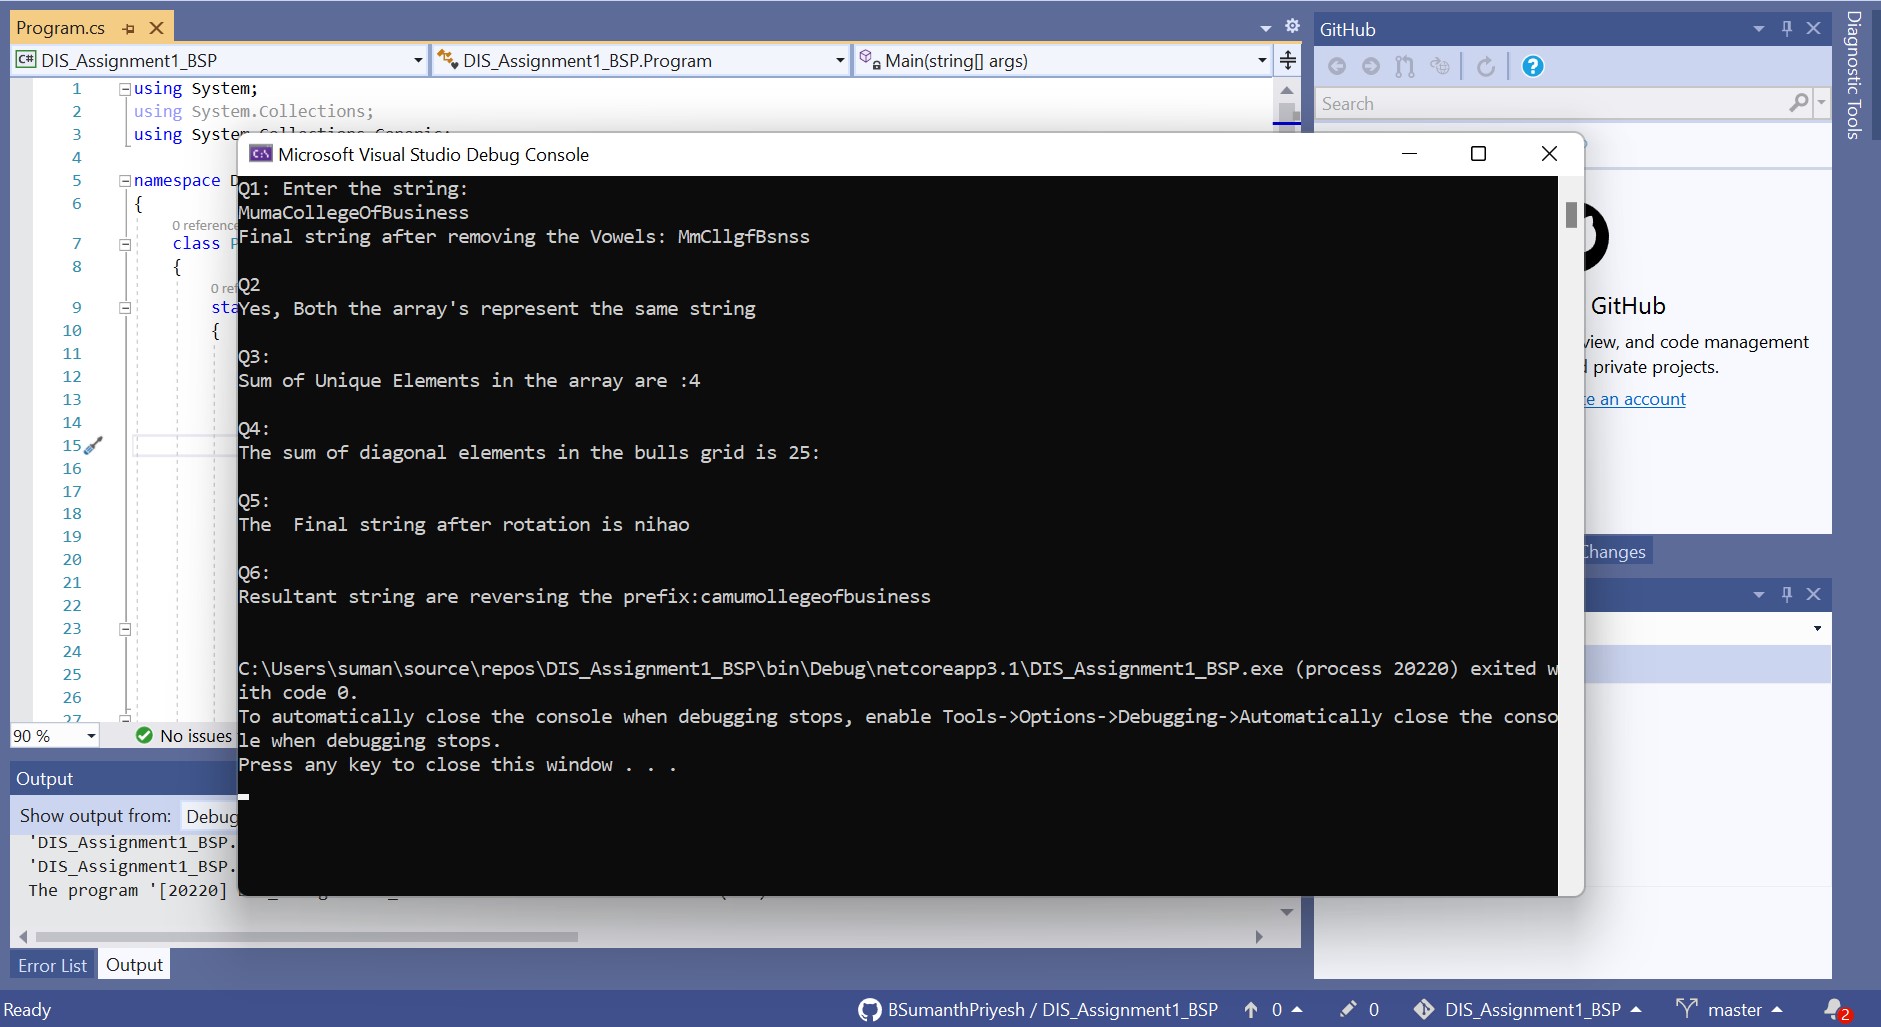 Program.cs
DIS_Assignment1_BSP
DIS_Assignment1_BSP.Program
Main(string[] args)
1 using System;
2 using System.Collections;
3 using System.Collections.Generic;
4
5 namespace D
6 {
0 reference
7 class P
8 {
0 ref
9 sta
10 {
11
12
13
14
15
16
17
18
19
20
21
22
23
24
25
26
27
90 %
No issues
Microsoft Visual Studio Debug Console
Q1: Enter the string:
MumaCollegeOfBusiness
Final string after removing the Vowels: MmCllgfBsnss
Q2
Yes, Both the array's represent the same string
Q3:
Sum of Unique Elements in the array are :4
Q4:
The sum of diagonal elements in the bulls grid is 25:
Q5:
The  Final string after rotation is nihao
Q6:
Resultant string are reversing the prefix:camumollegeofbusiness
C:\Users\suman\source\repos\DIS_Assignment1_BSP\bin\Debug\netcoreapp3.1\DIS_Assignment1_BSP.exe (process 20220) exited w
ith code 0.
To automatically close the console when debugging stops, enable Tools->Options->Debugging->Automatically close the conso
le when debugging stops.
Press any key to close this window . . .
GitHub
Search
GitHub
view, and code management
private projects.
te an account
Changes
Diagnostic Tools
Output
Show output from: Debug
'DIS_Assignment1_BSP.
'DIS_Assignment1_BSP.
The program '[20220]
Error List
Output
Ready
BSumanthPriyesh / DIS_Assignment1_BSP
0
0
DIS_Assignment1_BSP
master
2